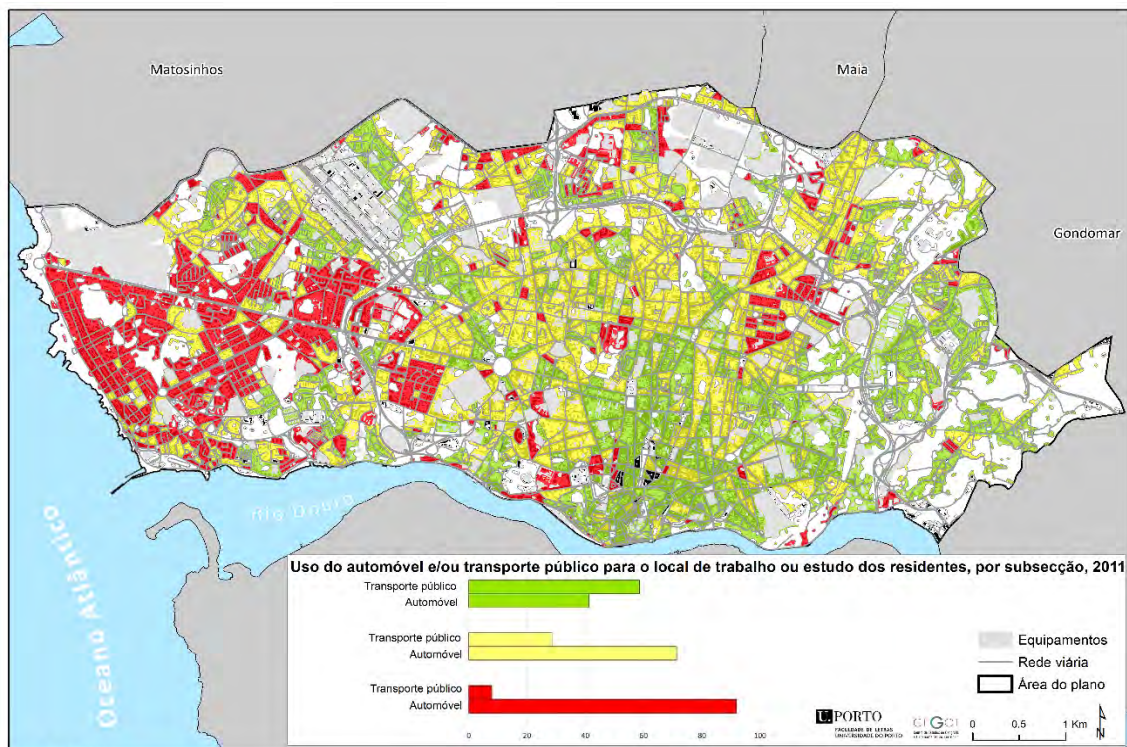 Matosinhos
Maia
Gondomar
Rio Douro
Oceano Atlântico
Uso do automóvel e/ou transporte público para o local de trabalho ou estudo dos residentes, por subsecção, 2011
Transporte público
Automóvel
Transporte público
Automóvel
Transporte público
Automóvel
0 20 40 60 80 100
Equipamentos
Rede viária
Área do plano
U.PORTO
FACULDADE DE LETRAS
UNIVERSIDADE DO PORTO
0 0.5 1 Km
N